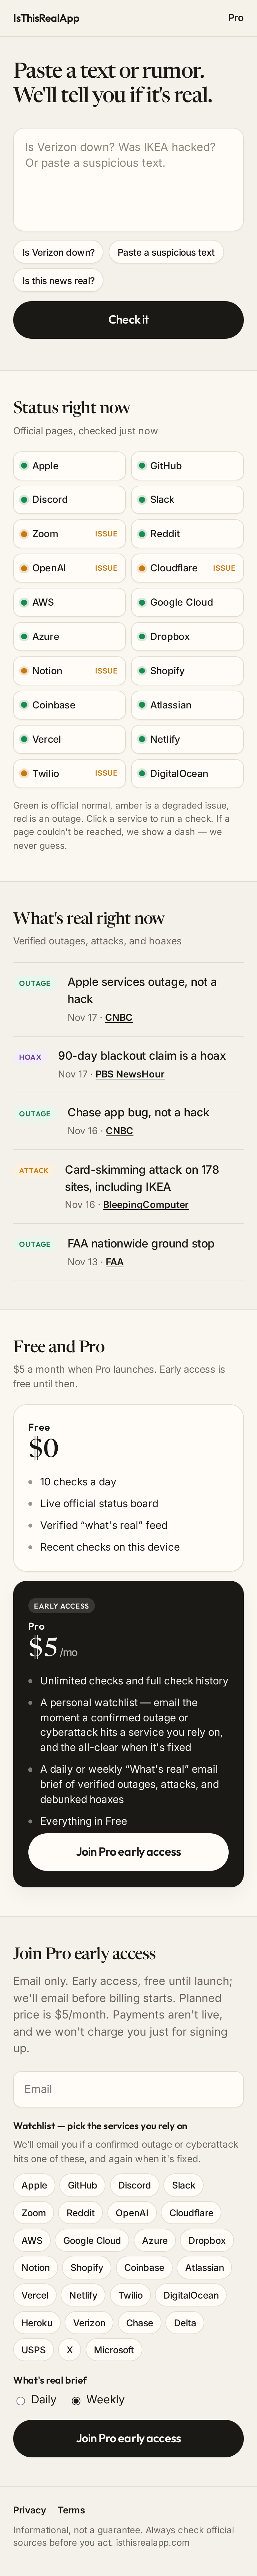 IsThisRealApp
Pro
Paste a text or rumor.
We'll tell you if it's real.
Is Verizon down? Was IKEA hacked?
Or paste a suspicious text.
Is Verizon down?
Paste a suspicious text
Is this news real?
Check it
Status right now
Official pages, checked just now
Apple
GitHub
Discord
Slack
Zoom ISSUE
Reddit
OpenAI ISSUE
Cloudflare ISSUE
AWS
Google Cloud
Azure
Dropbox
Notion ISSUE
Shopify
Coinbase
Atlassian
Vercel
Netlify
Twilio ISSUE
DigitalOcean
Green is official normal, amber is a degraded issue,
red is an outage. Click a service to run a check. If a
page couldn't be reached, we show a dash — we
never guess.
What's real right now
Verified outages, attacks, and hoaxes
OUTAGE
Apple services outage, not a
hack
Nov 17 · CNBC
HOAX
90-day blackout claim is a hoax
Nov 17 · PBS NewsHour
OUTAGE
Chase app bug, not a hack
Nov 16 · CNBC
ATTACK
Card-skimming attack on 178
sites, including IKEA
Nov 16 · BleepingComputer
OUTAGE
FAA nationwide ground stop
Nov 13 · FAA
Free and Pro
$5 a month when Pro launches. Early access is
free until then.
Free
$0
10 checks a day
Live official status board
Verified “what's real” feed
Recent checks on this device
EARLY ACCESS
Pro
$5 /mo
Unlimited checks and full check history
A personal watchlist — email the
moment a confirmed outage or
cyberattack hits a service you rely on,
and the all-clear when it's fixed
A daily or weekly “What's real” email
brief of verified outages, attacks, and
debunked hoaxes
Everything in Free
Join Pro early access
Join Pro early access
Email only. Early access, free until launch;
we'll email before billing starts. Planned
price is $5/month. Payments aren't live,
and we won't charge you just for signing
up.
Email
Watchlist — pick the services you rely on
We'll email you if a confirmed outage or cyberattack
hits one of these, and again when it's fixed.
Apple
GitHub
Discord
Slack
Zoom
Reddit
OpenAI
Cloudflare
AWS
Google Cloud
Azure
Dropbox
Notion
Shopify
Coinbase
Atlassian
Vercel
Netlify
Twilio
DigitalOcean
Heroku
Verizon
Chase
Delta
USPS
X
Microsoft
What's real brief
Daily
Weekly
Join Pro early access
Privacy
Terms
Informational, not a guarantee. Always check official
sources before you act. isthisrealapp.com